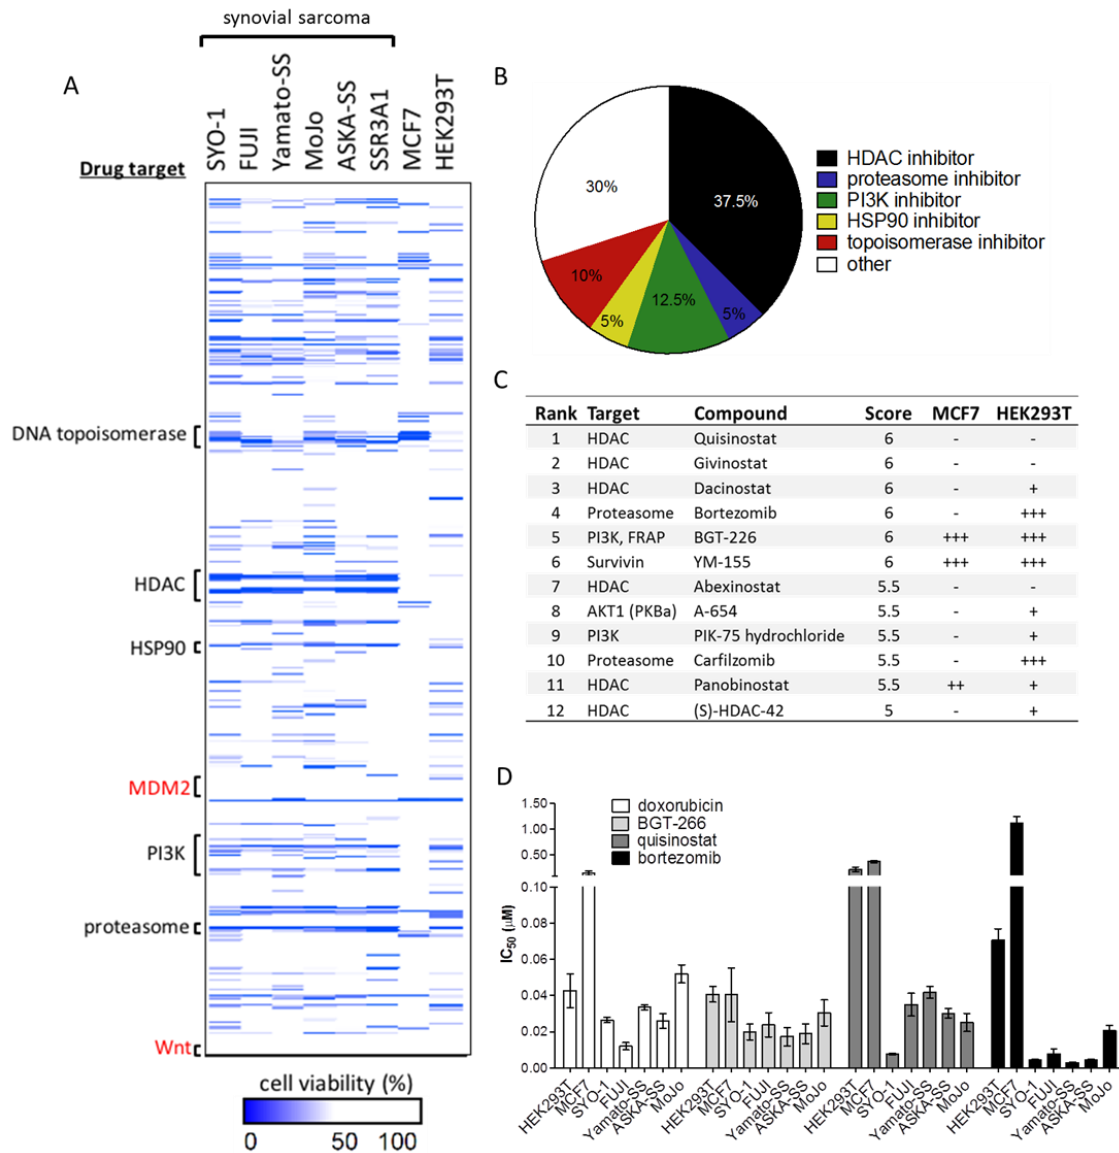 A
synovial sarcoma
Drug target
SYO-1
FUJI
Yamato-SS
MoJo
ASKA-SS
SSR3A1
MCF7
HEK293T
DNA topoisomerase
HDAC
HSP90
MDM2
PI3K
proteasome
Wnt
cell viability (%)
0 50 100
B
37.5%
5%
12.5%
5%
10%
30%
HDAC inhibitor
proteasome inhibitor
PI3K inhibitor
HSP90 inhibitor
topoisomerase inhibitor
other
C
Rank Target Compound Score MCF7 HEK293T
1 HDAC Quisinostat 6 - -
2 HDAC Givinostat 6 - -
3 HDAC Dacinostat 6 - +
4 Proteasome Bortezomib 6 - +++
5 PI3K, FRAP BGT-226 6 +++ +++
6 Survivin YM-155 6 +++ +++
7 HDAC Abexinostat 5.5 - -
8 AKT1 (PKBa) A-654 5.5 - +
9 PI3K PIK-75 hydrochloride 5.5 - +
10 Proteasome Carfilzomib 5.5 - +++
11 HDAC Panobinostat 5.5 ++ +
12 HDAC (S)-HDAC-42 5 - +
D
doxorubicin
BGT-266
quisinostat
bortezomib
IC50 (µM)
1.50
1.00
0.50
0.10
0.06
0.04
0.02
0.00
HEK293T MCF7 SYO-1 FUJI Yamato-SS ASKA-SS MoJo HEK293T MCF7 SYO-1 FUJI Yamato-SS ASKA-SS MoJo HEK293T MCF7 SYO-1 FUJI Yamato-SS ASKA-SS MoJo HEK293T MCF7 SYO-1 FUJI Yamato-SS ASKA-SS MoJo